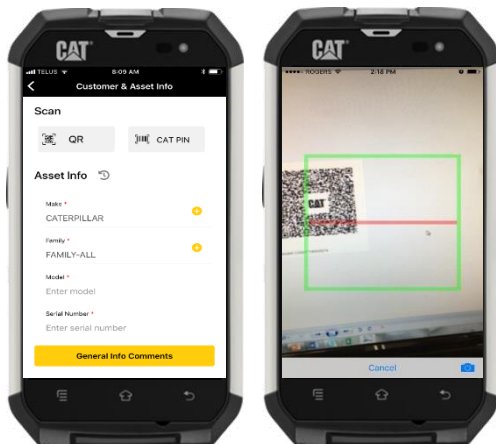 CAT
TELUS 8:09 AM
Customer & Asset Info
Scan
QR
CAT PIN
Asset Info
Make *
CATERPILLAR
Family *
FAMILY-ALL
Model *
Enter model
Serial Number *
Enter serial number
General Info Comments
CAT
ROGERS 2:18 PM
CAT
Cancel